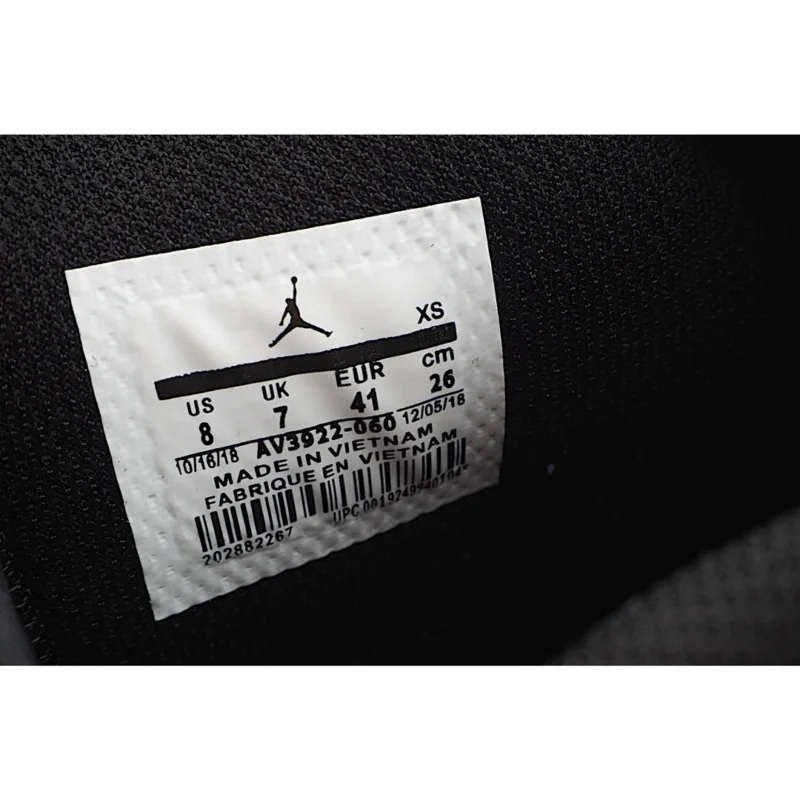 XS
US UK EUR cm
8 7 41 26
10/16/18 AV3922-060 12/05/18
MADE IN VIETNAM
FABRIQUE EN VIETNAM
202882267